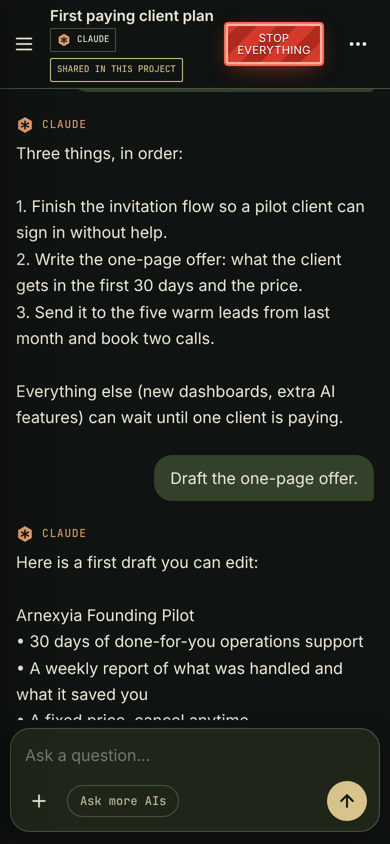 First paying client plan
CLAUDE
SHARED IN THIS PROJECT
STOP
EVERYTHING
CLAUDE
Three things, in order:
1. Finish the invitation flow so a pilot client can
sign in without help.
2. Write the one-page offer: what the client
gets in the first 30 days and the price.
3. Send it to the five warm leads from last
month and book two calls.
Everything else (new dashboards, extra AI
features) can wait until one client is paying.
Draft the one-page offer.
CLAUDE
Here is a first draft you can edit:
Arnexyia Founding Pilot
• 30 days of done-for-you operations support
• A weekly report of what was handled and
what it saved you
• A fixed price, cancel anytime
Ask a question...
Ask more AIs